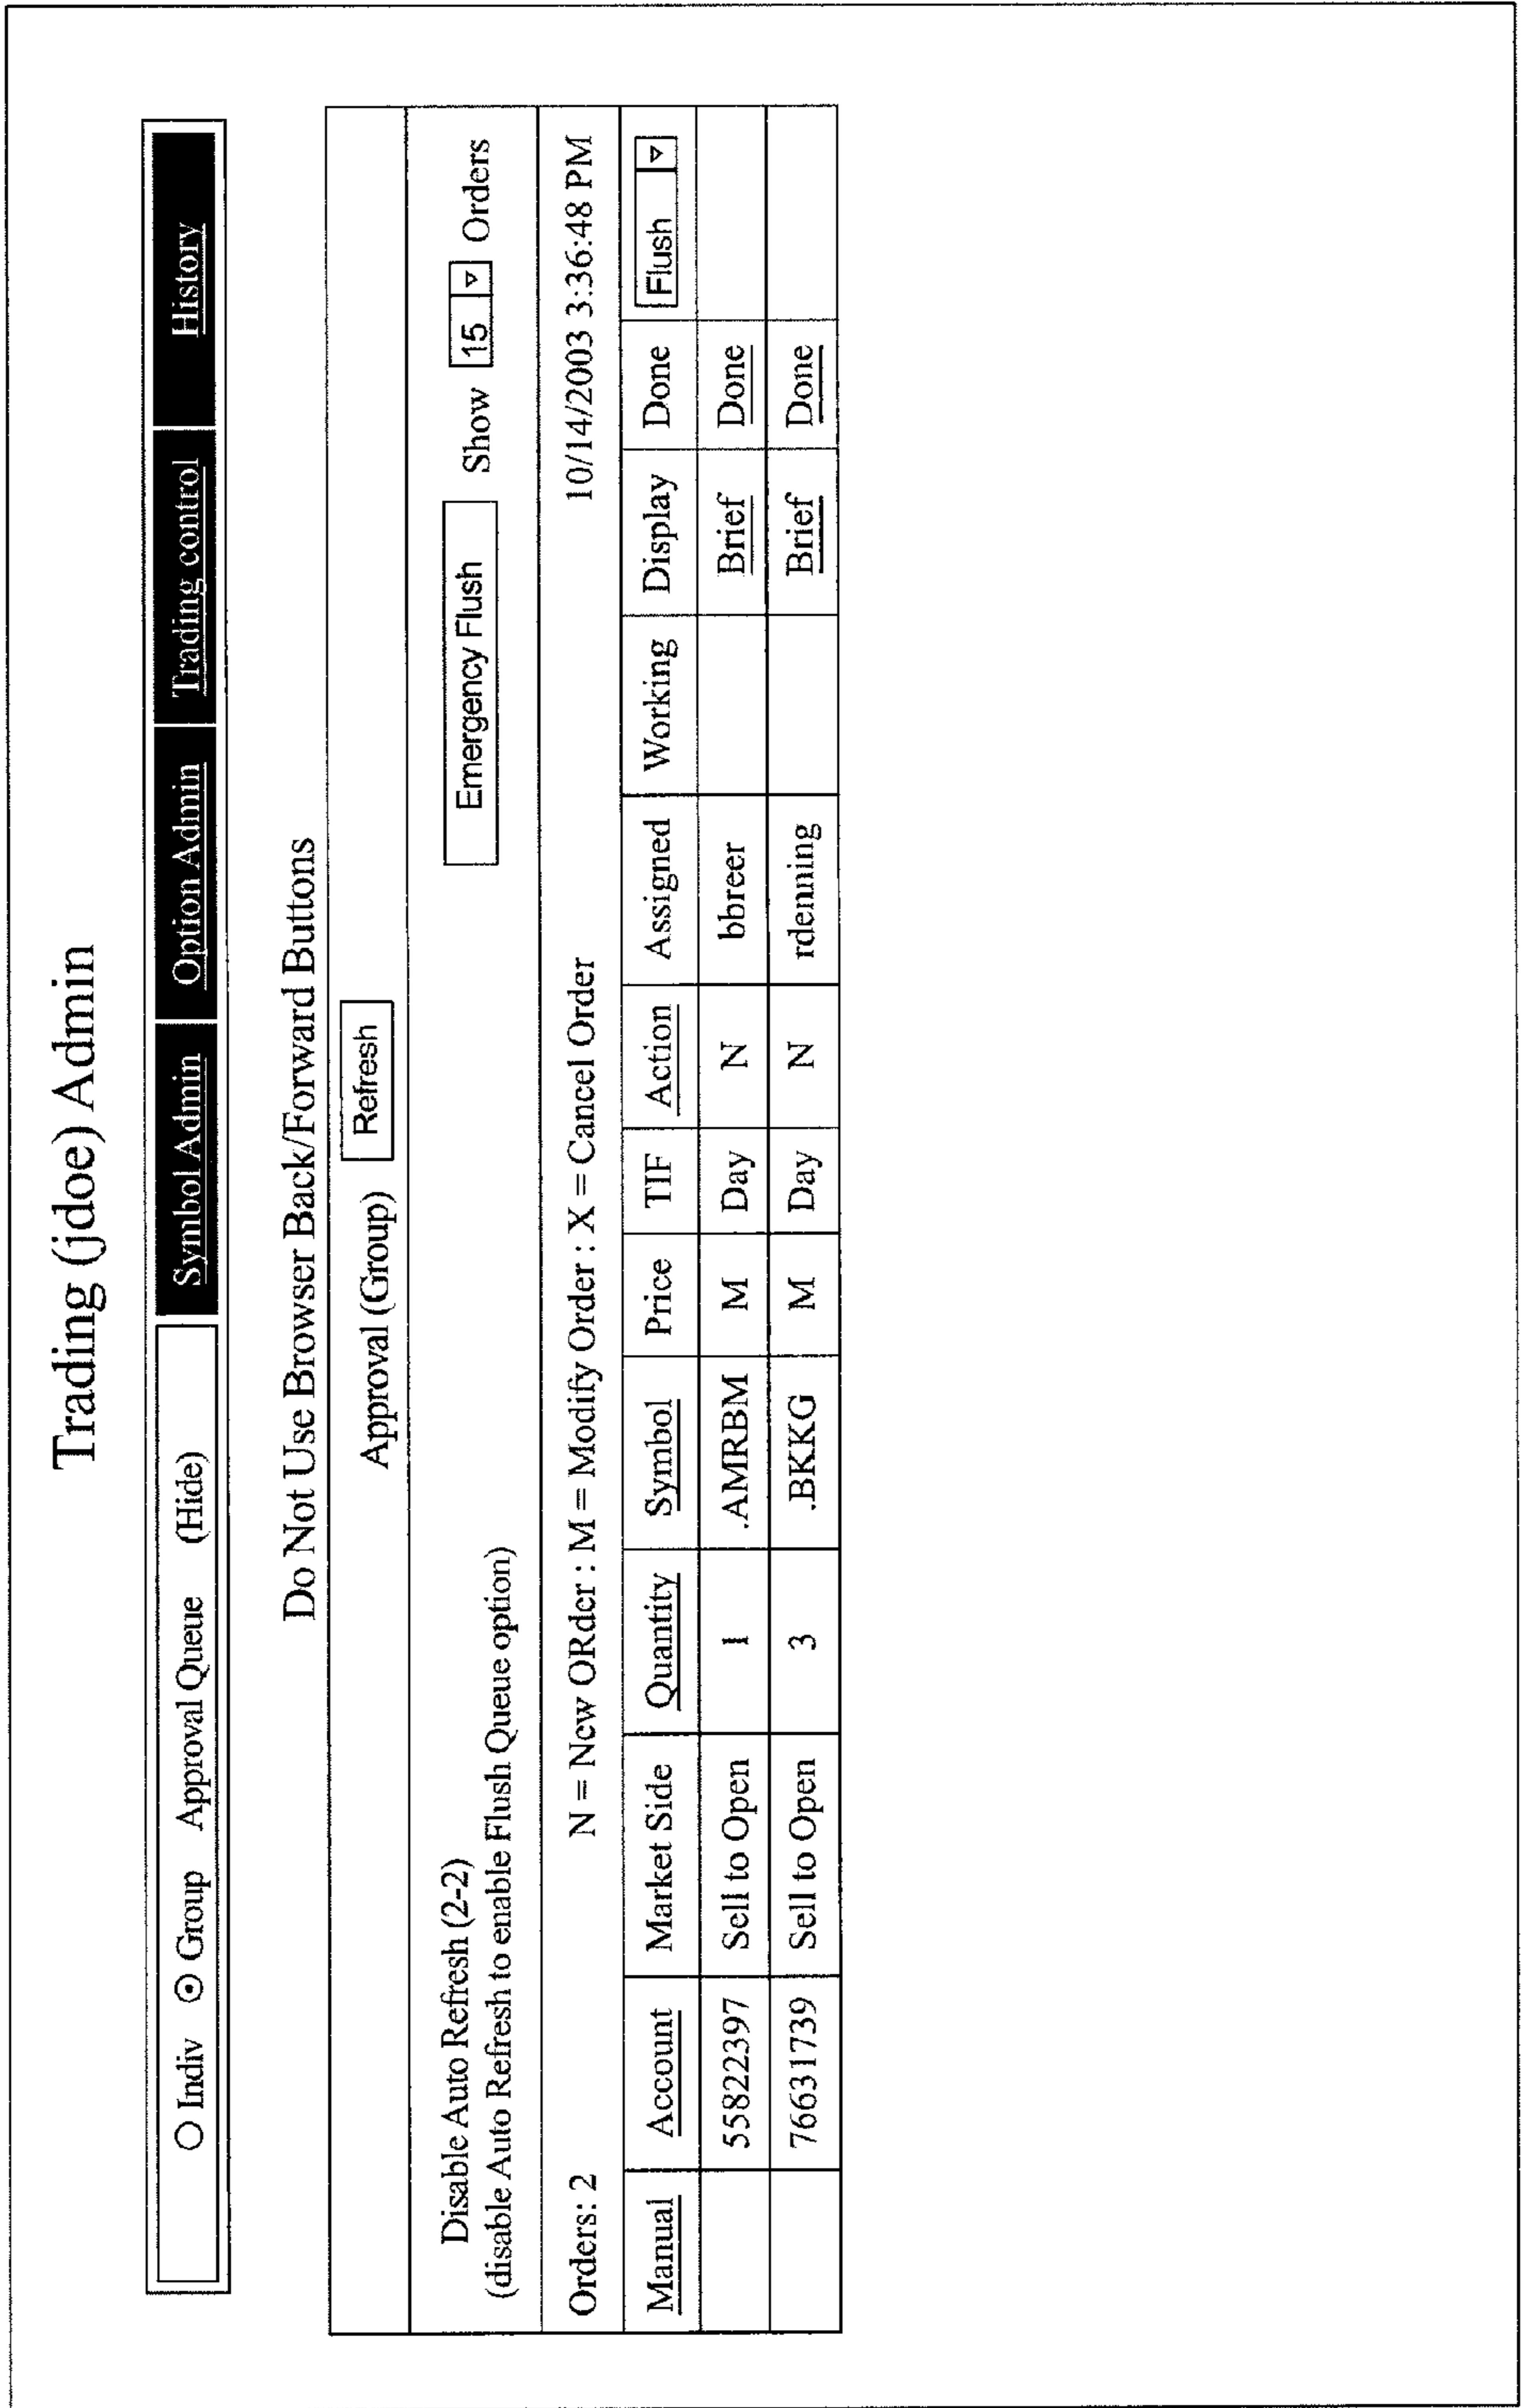 Trading (jdoe) Admin
Indiv Group Approval Queue (Hide) Symbol Admin Option Admin Trading control History
Do Not Use Browser Back/Forward Buttons
Approval (Group) Refresh
Disable Auto Refresh (2-2) Emergency Flush Show 15 Orders
(disable Auto Refresh to enable Flush Queue option)
Orders: 2 N = New ORder : M = Modify Order : X = Cancel Order 10/14/2003 3:36:48 PM
Manual Account Market Side Quantity Symbol Price TIF Action Assigned Working Display Done Flush
55822397 Sell to Open 1 .AMRBM M Day N bbreer Brief Done
76631739 Sell to Open 3 .BKKG M Day N rdenning Brief Done